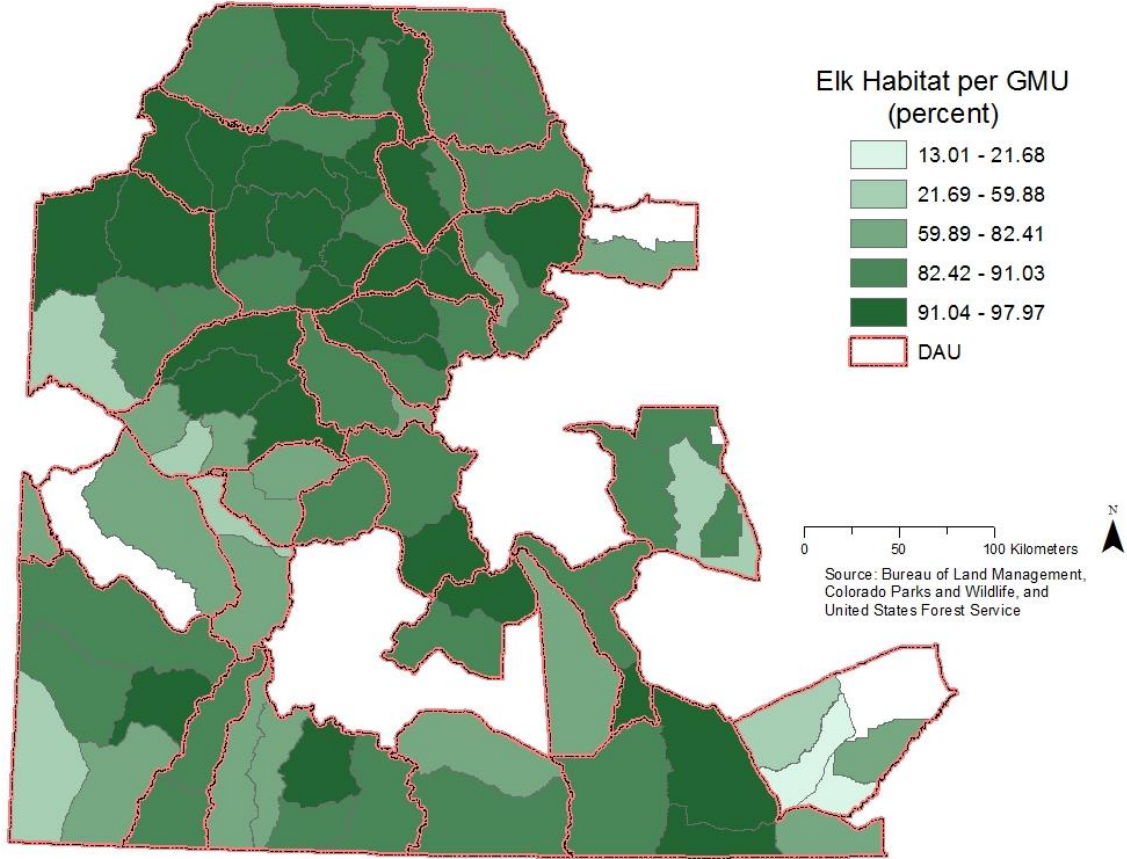 Elk Habitat per GMU
(percent)
13.01 - 21.68
21.69 - 59.88
59.89 - 82.41
82.42 - 91.03
91.04 - 97.97
DAU
N
0 50 100 Kilometers
Source: Bureau of Land Management,
Colorado Parks and Wildlife, and
United States Forest Service